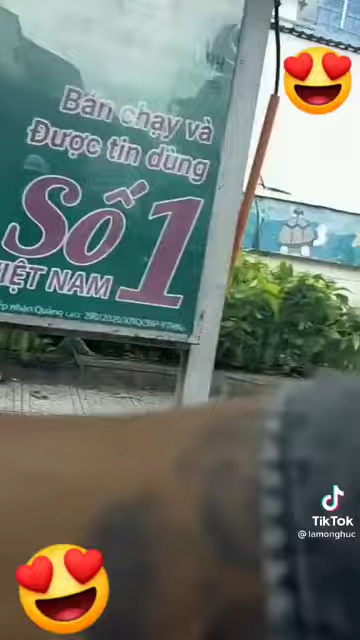 Bán chạy và
Được tin dùng
Số 1
VIỆT NAM
TikTok
@lamonghuc